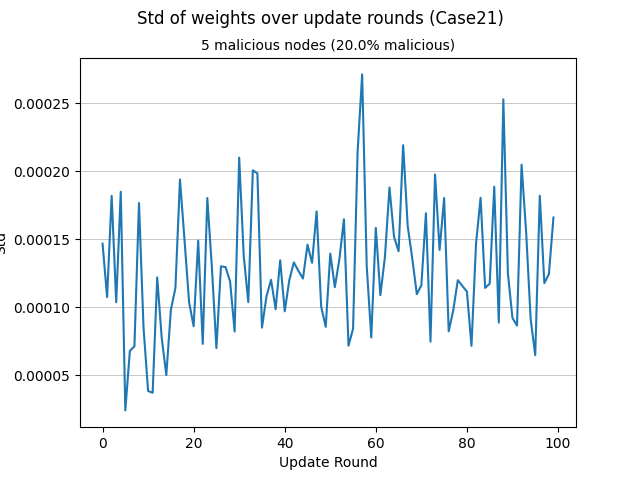 Std of weights over update rounds (Case21)
5 malicious nodes (20.0% malicious)
0.00025
0.00020
0.00015
0.00010
0.00005
Std
0 20 40 60 80 100
Update Round